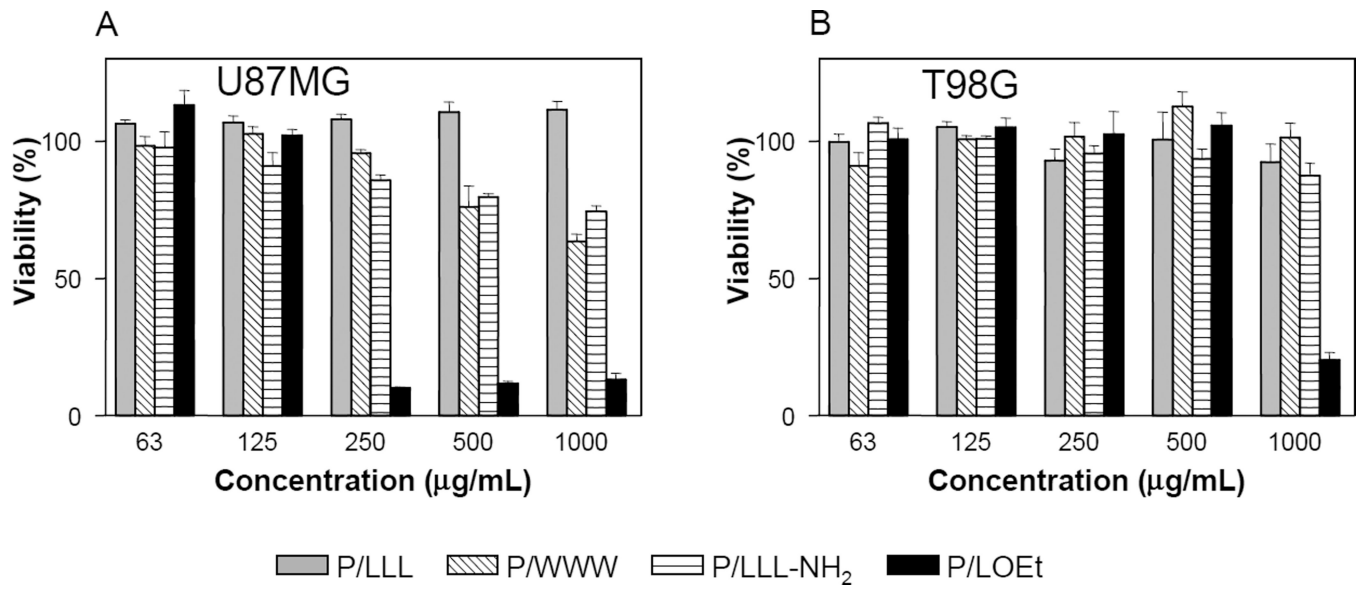 A
U87MG
Viability (%)
100
50
0
63 125 250 500 1000
Concentration (μg/mL)
B
T98G
Viability (%)
100
50
0
63 125 250 500 1000
Concentration (μg/mL)
P/LLL P/WWW P/LLL-NH₂ P/LOEt